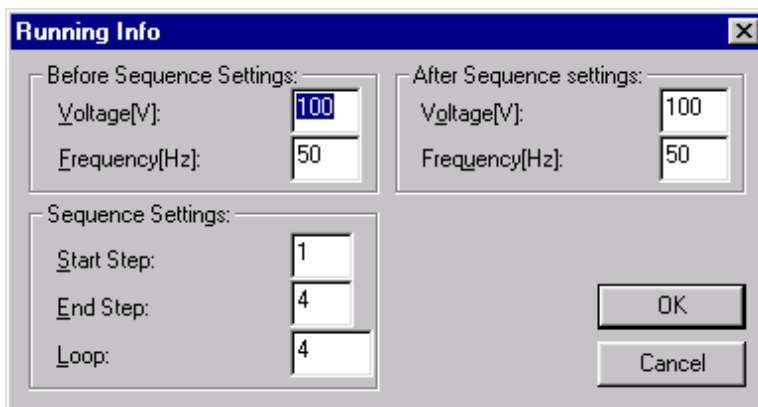 Running Info
Before Sequence Settings:
Voltage[V]: 100
Frequency[Hz]: 50
After Sequence settings:
Voltage[V]: 100
Frequency[Hz]: 50
Sequence Settings:
Start Step: 1
End Step: 4
Loop: 4
OK
Cancel